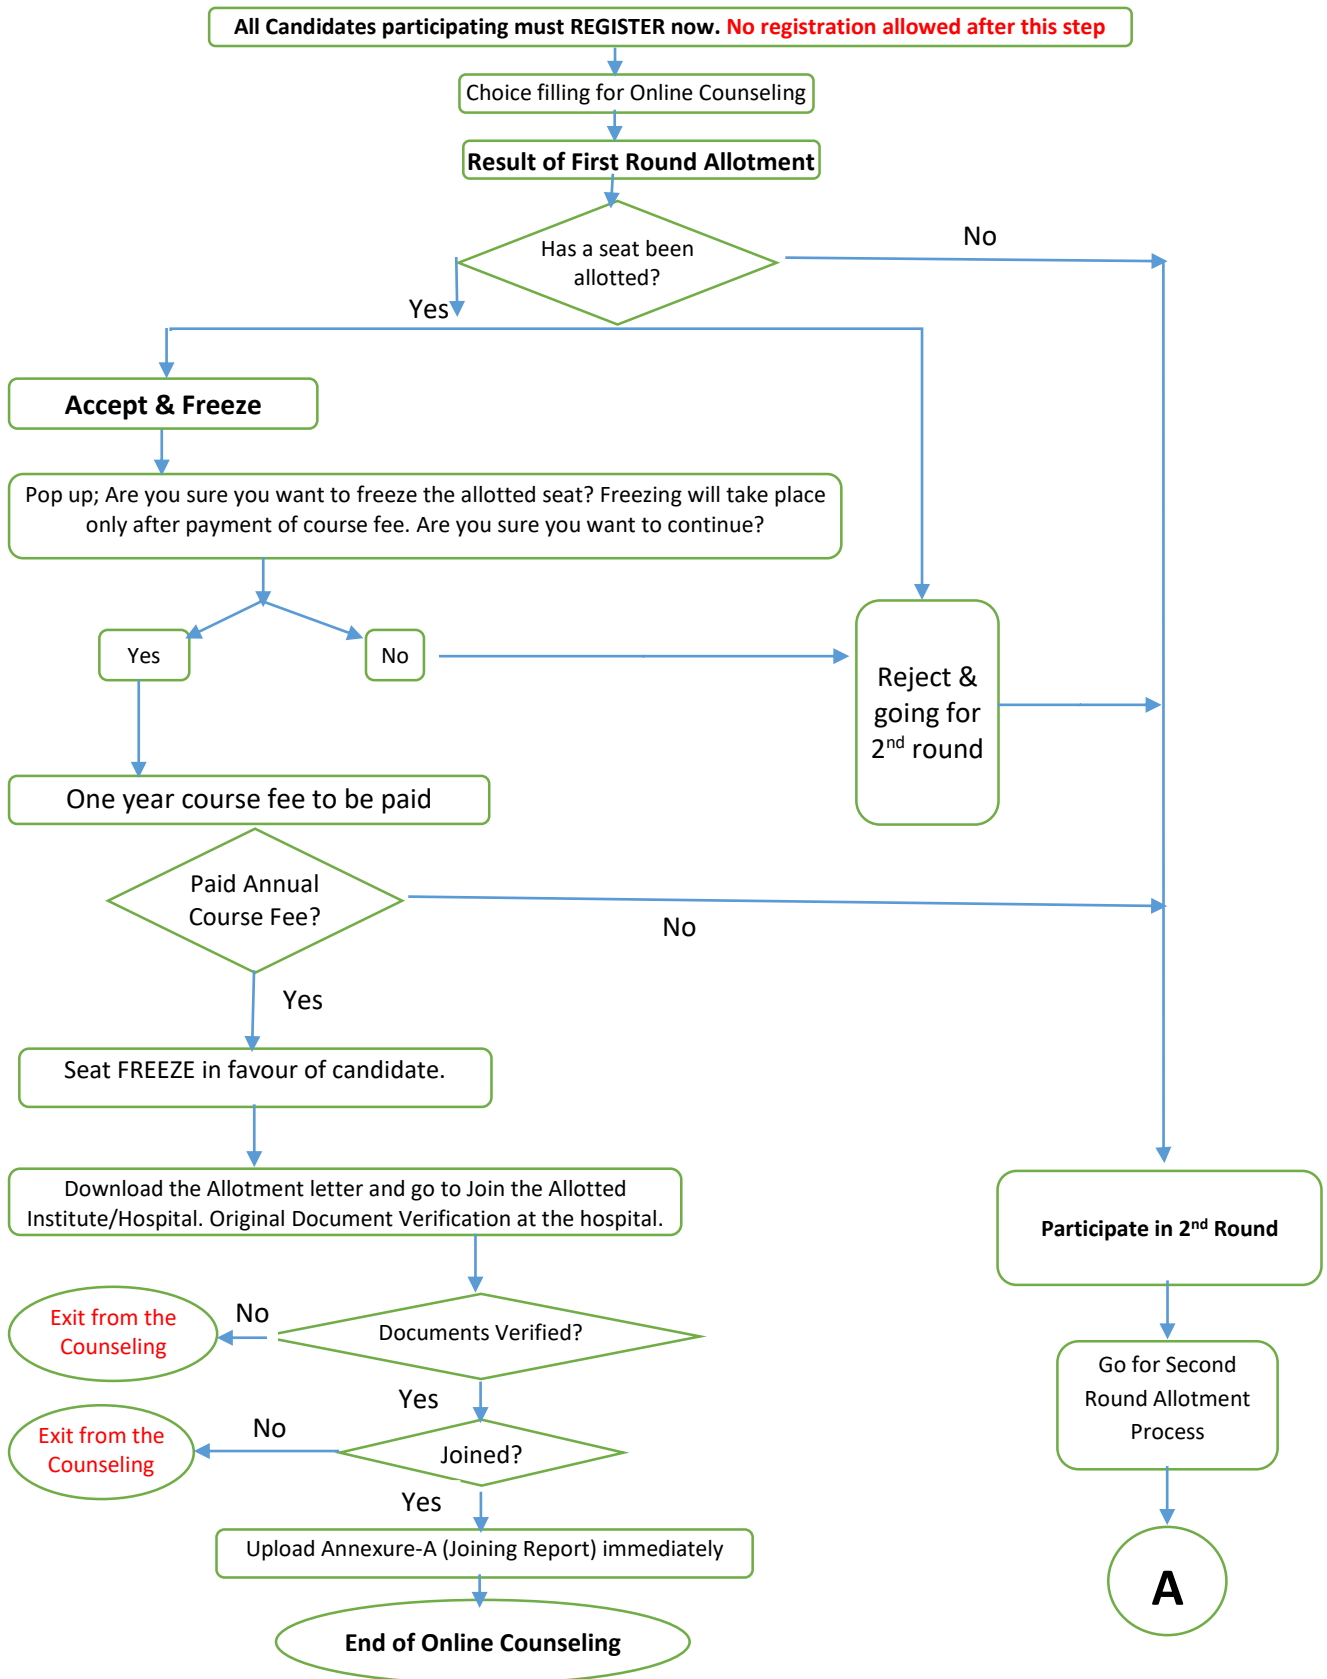 All Candidates participating must REGISTER now. No registration allowed after this step
Choice filling for Online Counseling
Result of First Round Allotment
Has a seat been
allotted?
No
Yes
Accept & Freeze
Pop up; Are you sure you want to freeze the allotted seat? Freezing will take place
only after payment of course fee. Are you sure you want to continue?
Yes
No
Reject &
going for
2nd round
One year course fee to be paid
Paid Annual
Course Fee?
No
Yes
Seat FREEZE in favour of candidate.
Download the Allotment letter and go to Join the Allotted
Institute/Hospital. Original Document Verification at the hospital.
Participate in 2nd Round
Exit from the
Counseling
No
Documents Verified?
Go for Second
Round Allotment
Process
Yes
Exit from the
Counseling
No
Joined?
Yes
Upload Annexure-A (Joining Report) immediately
A
End of Online Counseling